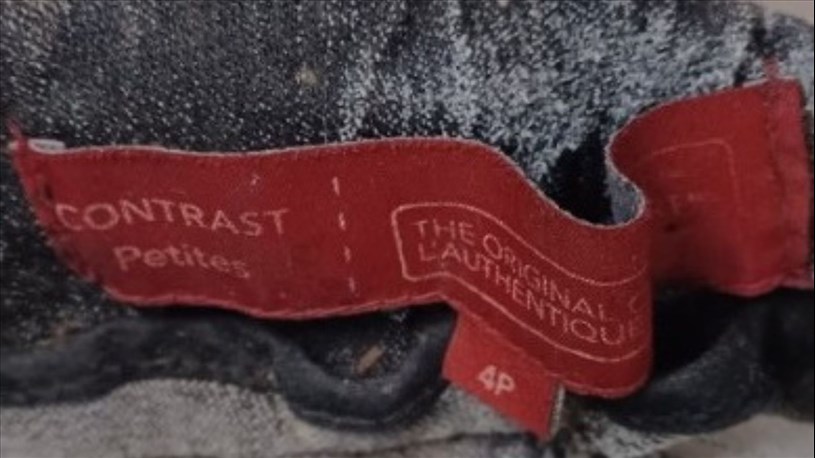 CONTRAST
Petites
THE ORIGINAL
L'AUTHENTIQUE
4P